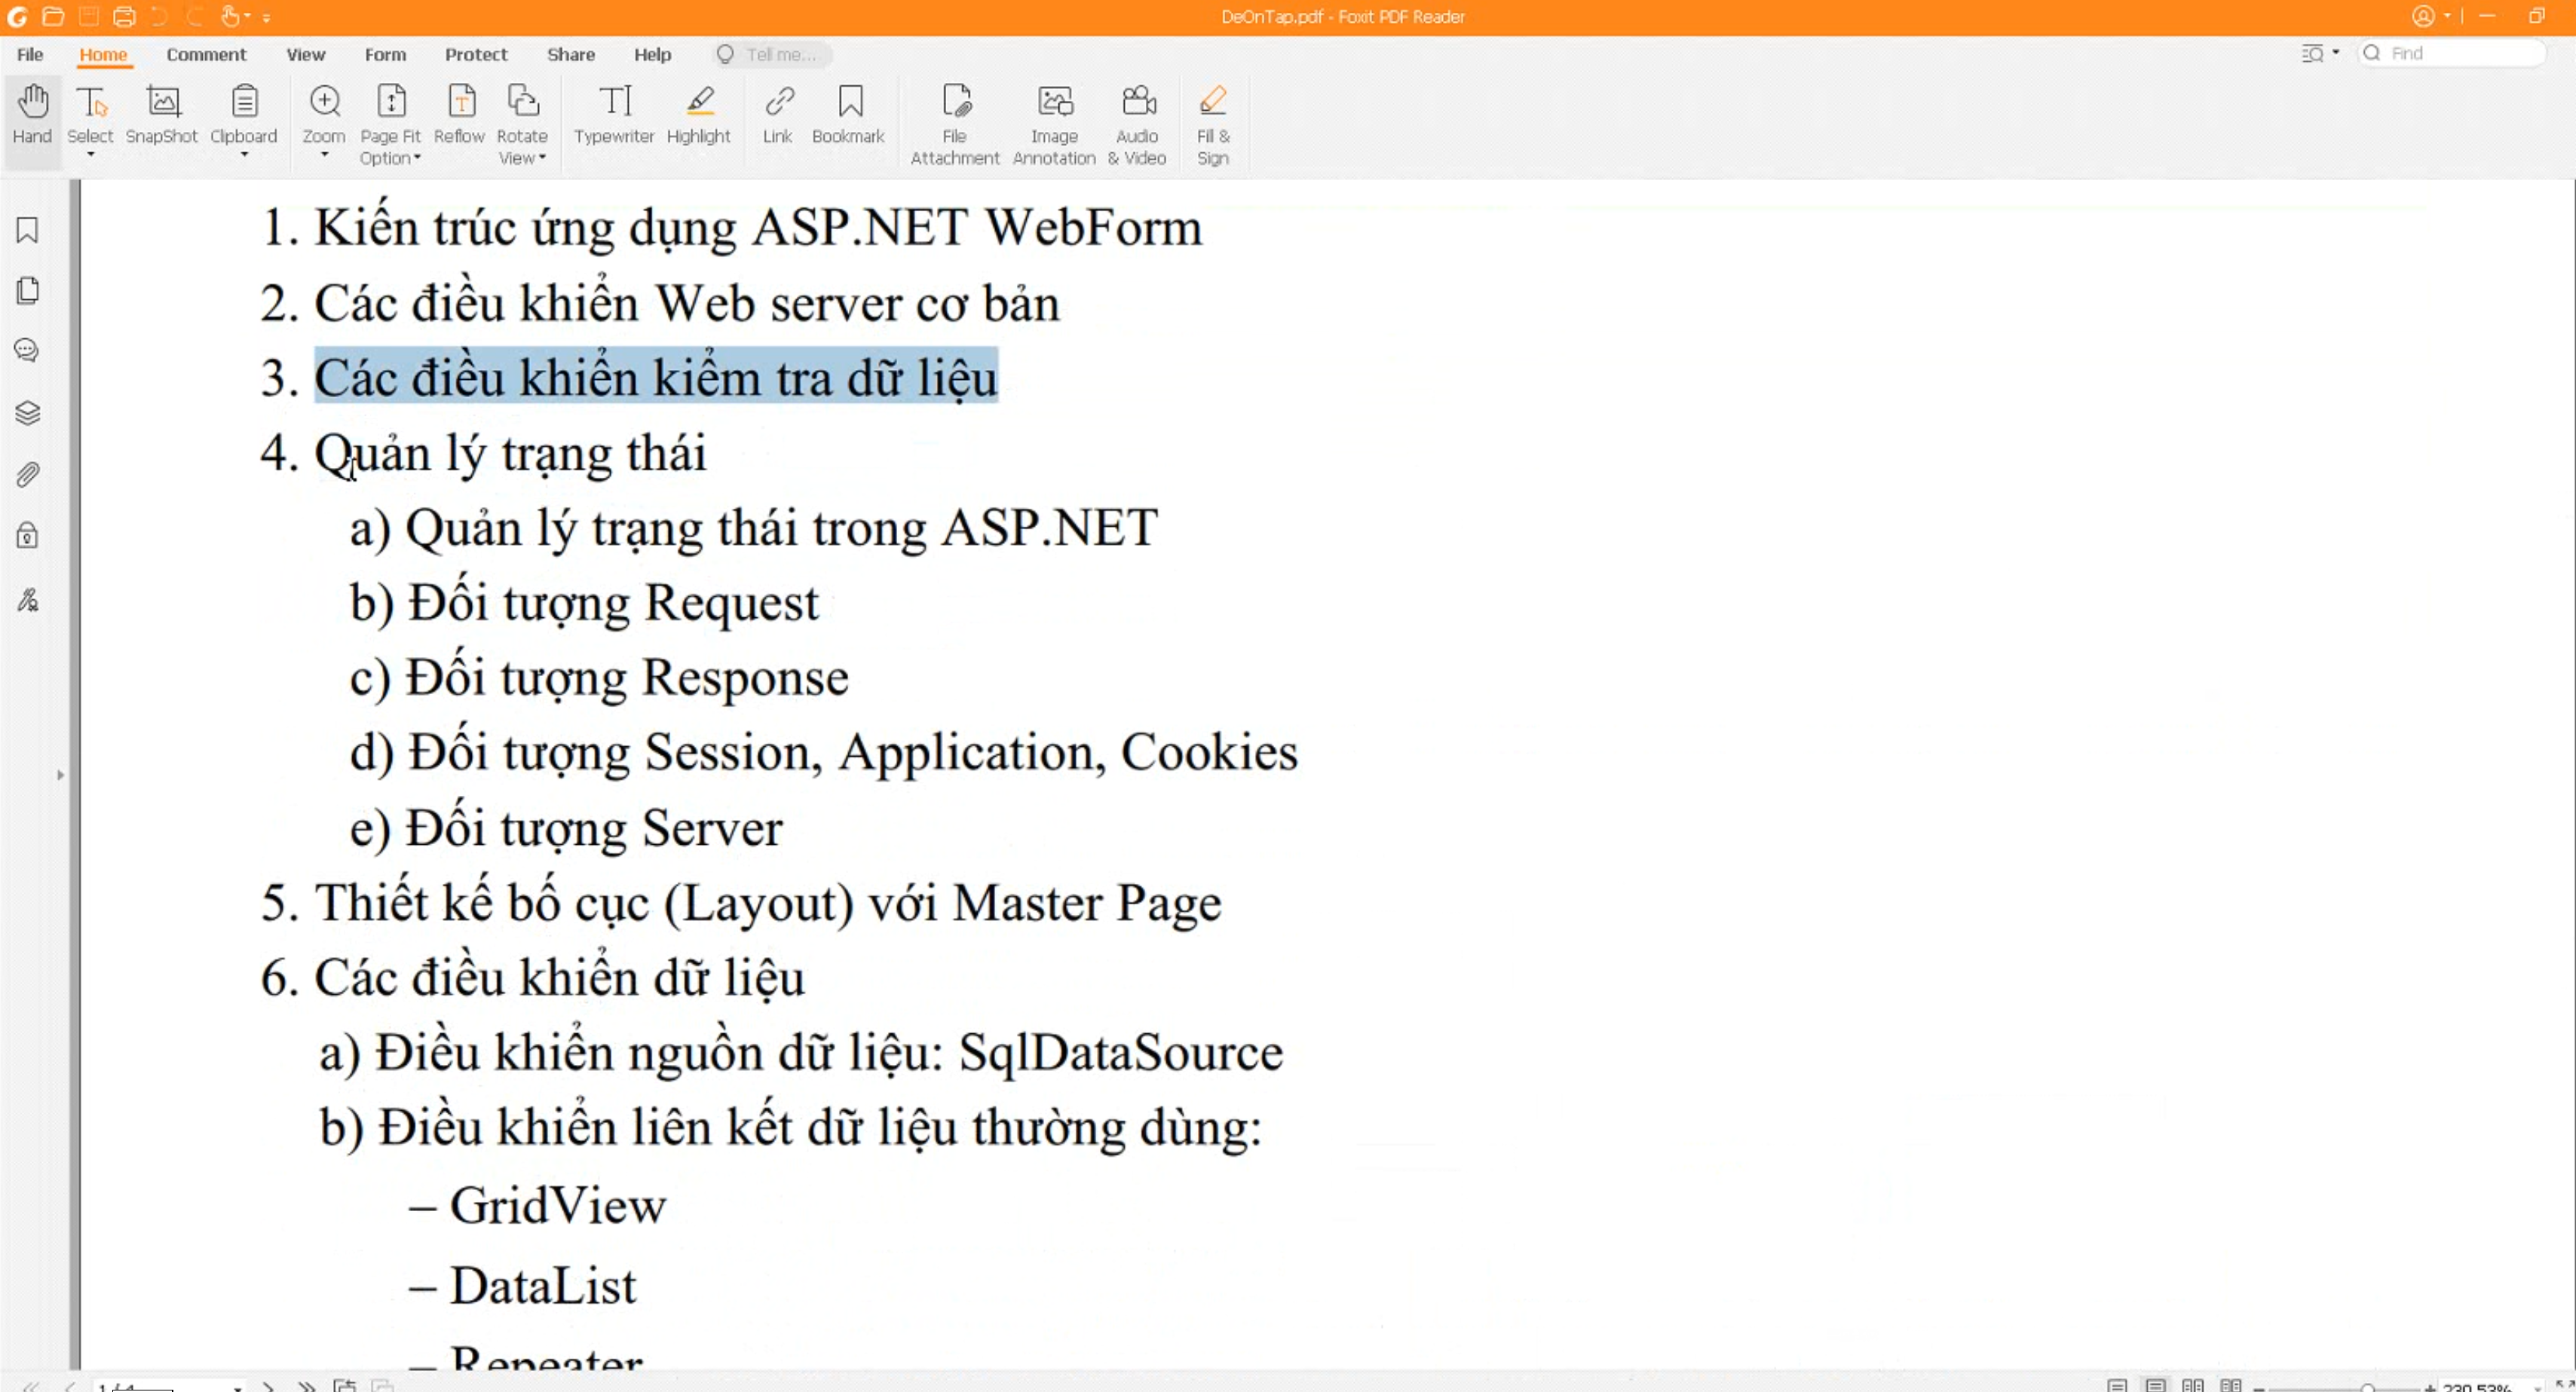 DeOnTap.pdf - Foxit PDF Reader
File Home Comment View Form Protect Share Help Tell me... Find
Hand Select SnapShot Clipboard Zoom Page Fit Option Reflow Rotate View Typewriter Highlight Link Bookmark File Attachment Image Annotation Audio & Video Fill & Sign
1. Kiến trúc ứng dụng ASP.NET WebForm
2. Các điều khiển Web server cơ bản
3. Các điều khiển kiểm tra dữ liệu
4. Quản lý trạng thái
a) Quản lý trạng thái trong ASP.NET
b) Đối tượng Request
c) Đối tượng Response
d) Đối tượng Session, Application, Cookies
e) Đối tượng Server
5. Thiết kế bố cục (Layout) với Master Page
6. Các điều khiển dữ liệu
a) Điều khiển nguồn dữ liệu: SqlDataSource
b) Điều khiển liên kết dữ liệu thường dùng:
– GridView
– DataList
– Repeater
230.53%